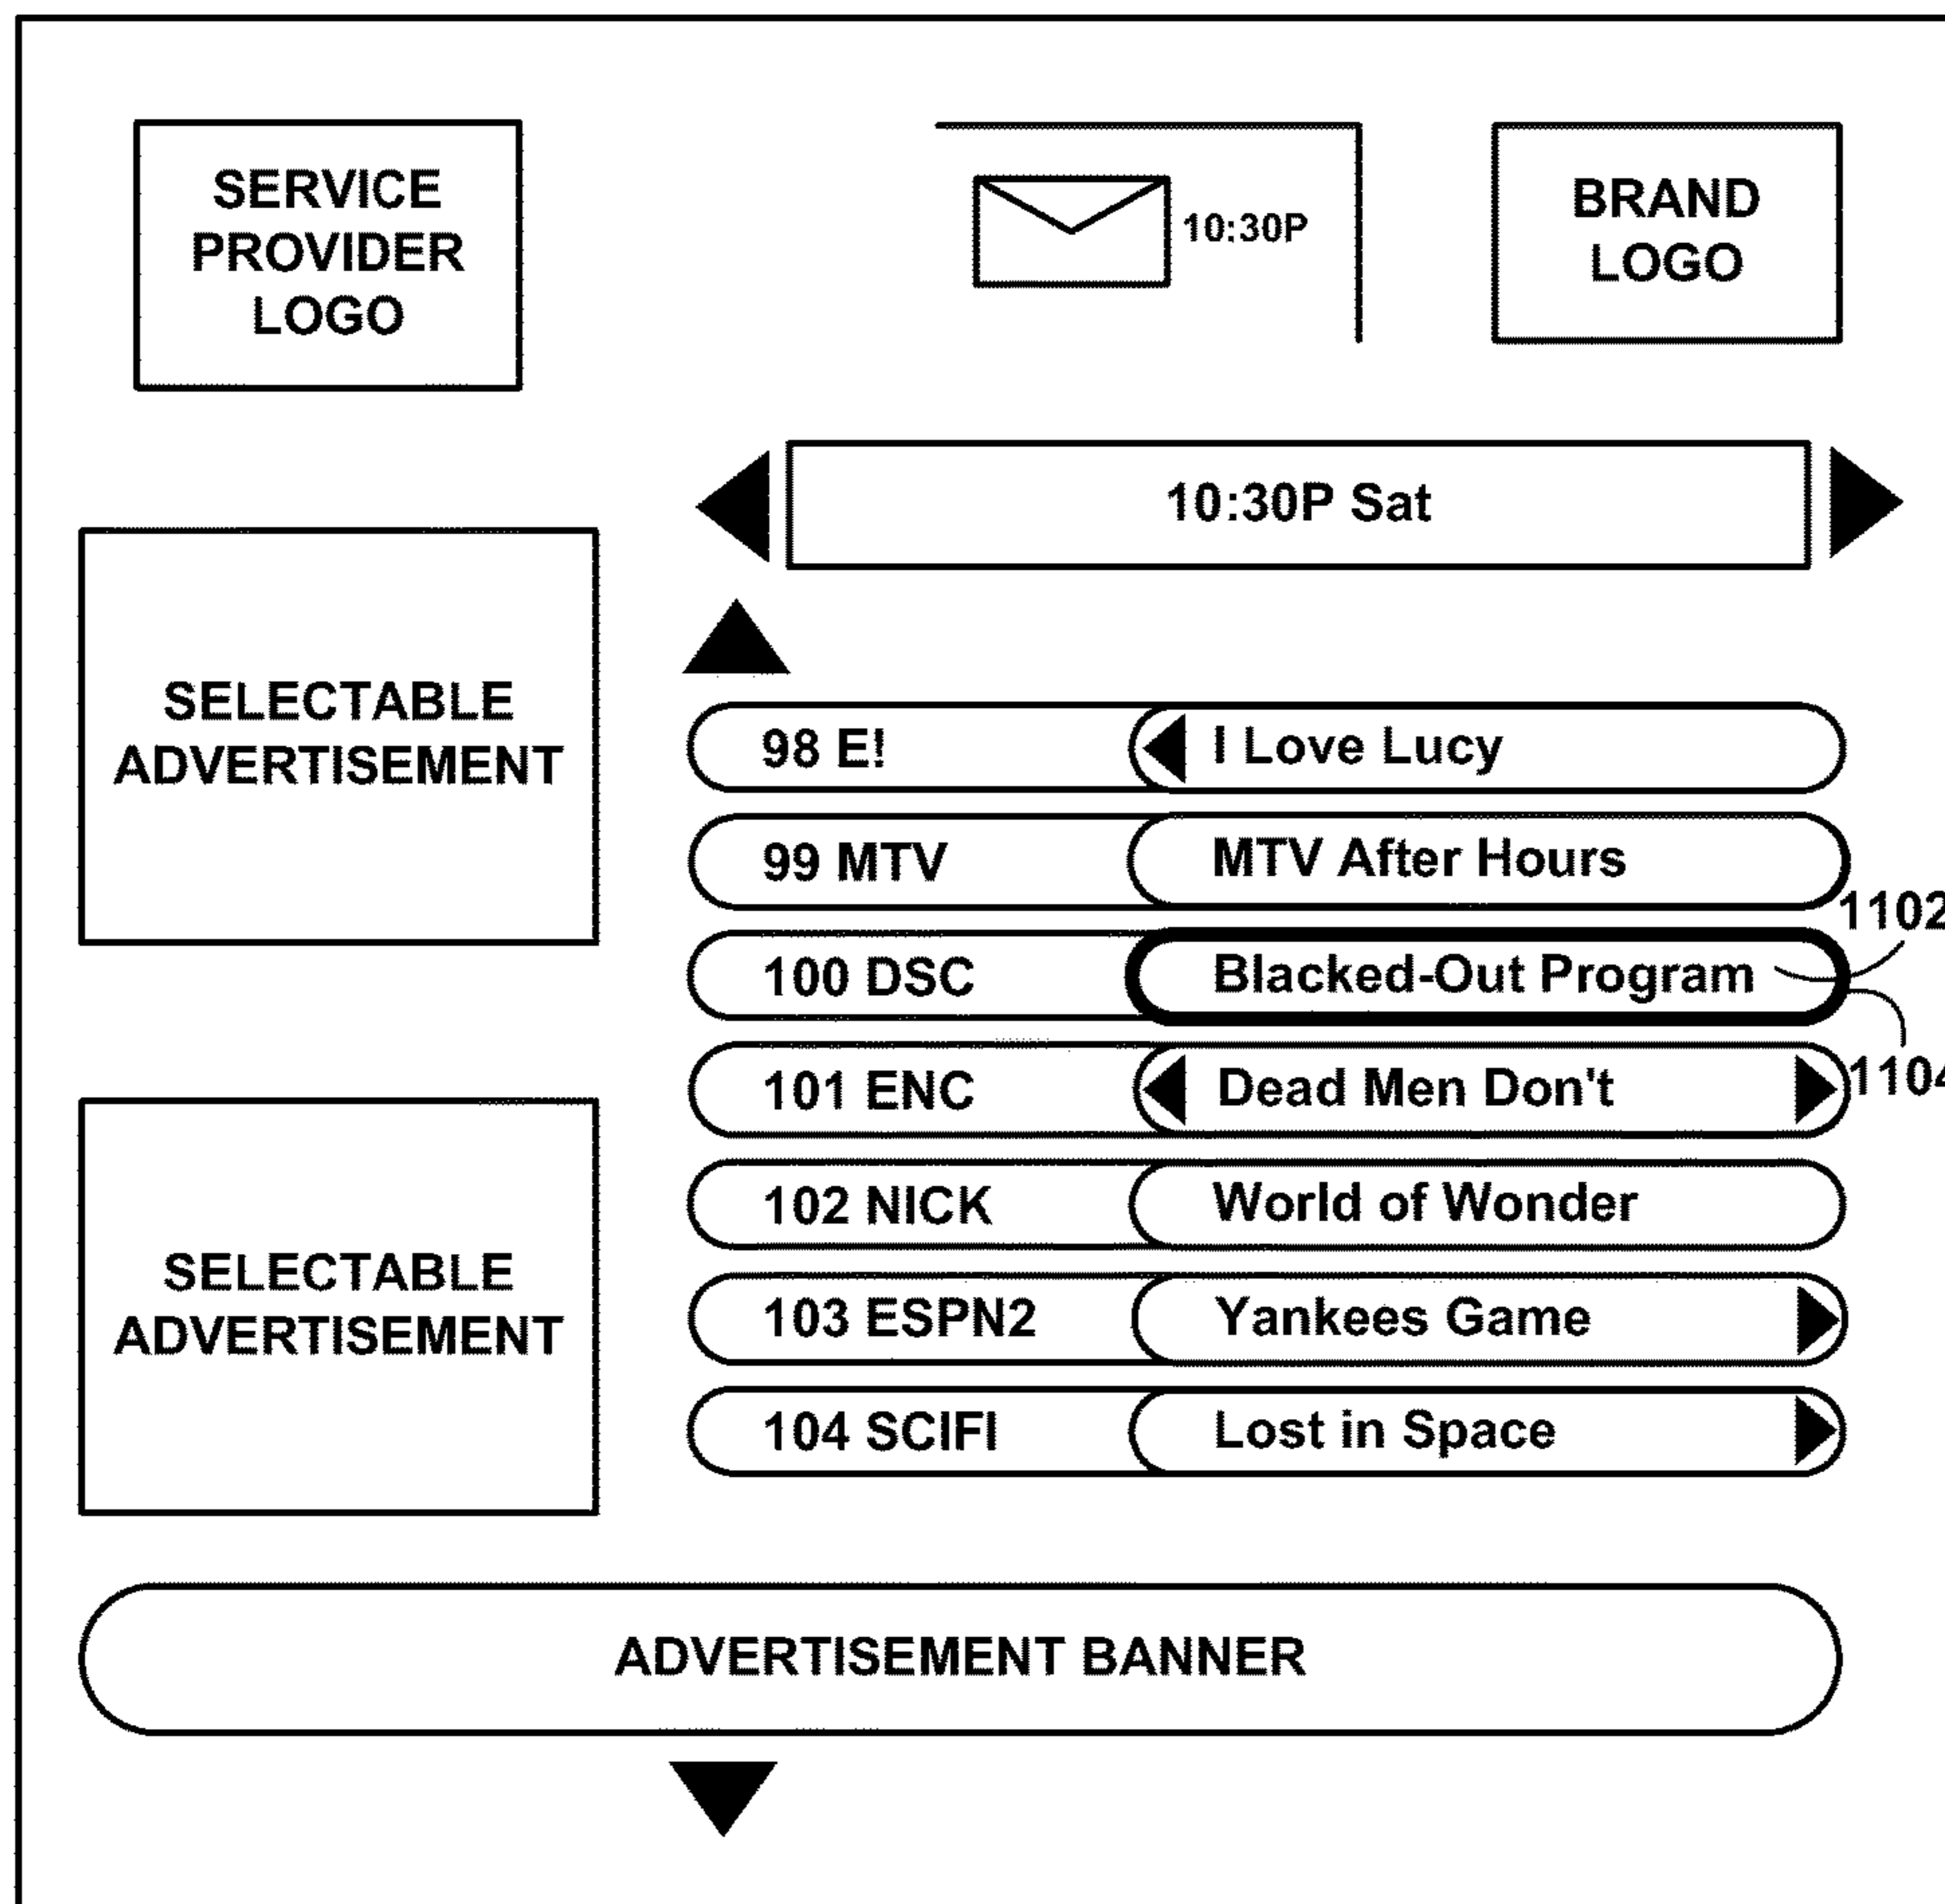 SERVICE
PROVIDER
LOGO
10:30P
BRAND
LOGO
10:30P Sat
SELECTABLE
ADVERTISEMENT
98 E! I Love Lucy
99 MTV MTV After Hours
1102
100 DSC Blacked-Out Program
101 ENC Dead Men Don't
1104
102 NICK World of Wonder
SELECTABLE
ADVERTISEMENT
103 ESPN2 Yankees Game
104 SCIFI Lost in Space
ADVERTISEMENT BANNER